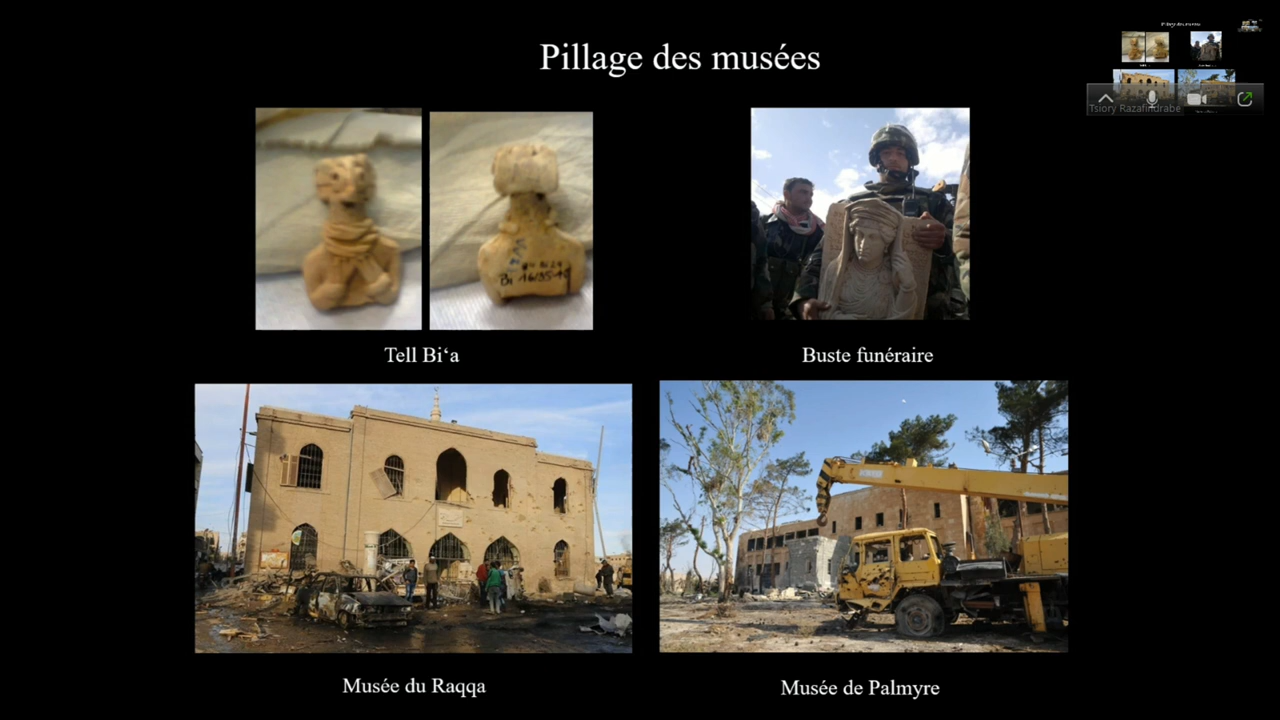 Pillage des musées
Tsiory Razafindrabe
Tell Bi‘a
Buste funéraire
Musée du Raqqa
Musée de Palmyre